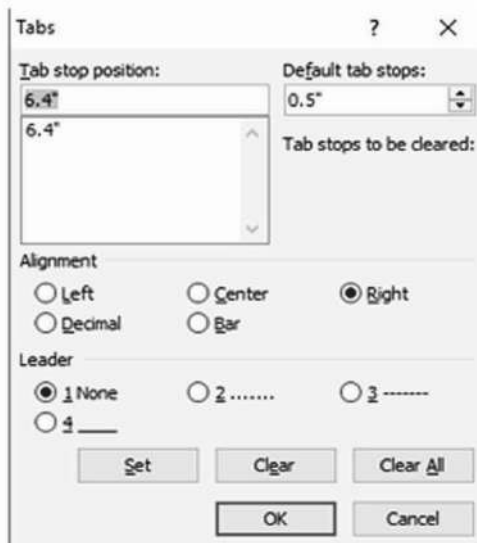 Tabs ? ×
Tab stop position: Default tab stops:
6.4" 0.5"
6.4"
Tab stops to be cleared:
Alignment
Left Center Right
Decimal Bar
Leader
1 None 2 ....... 3 -------
4 ___
Set Clear Clear All
OK Cancel